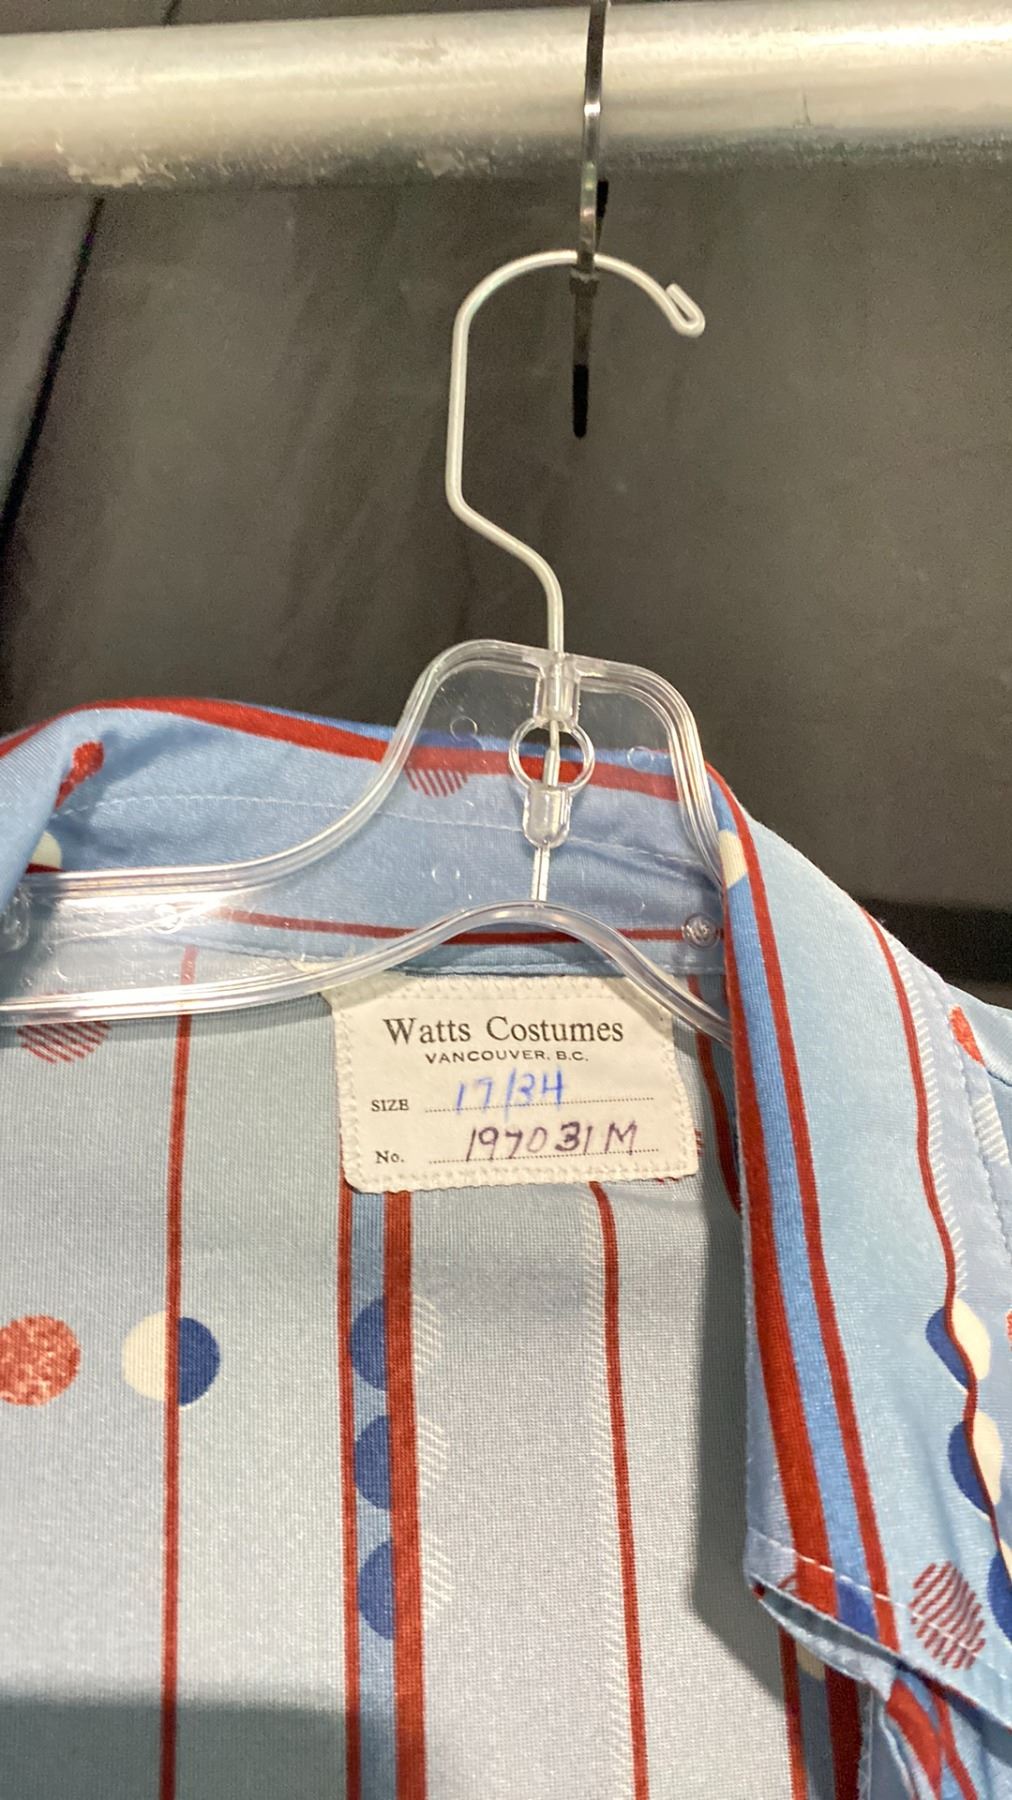 Watts Costumes
VANCOUVER, B.C.
SIZE 17/34
No. 197031M